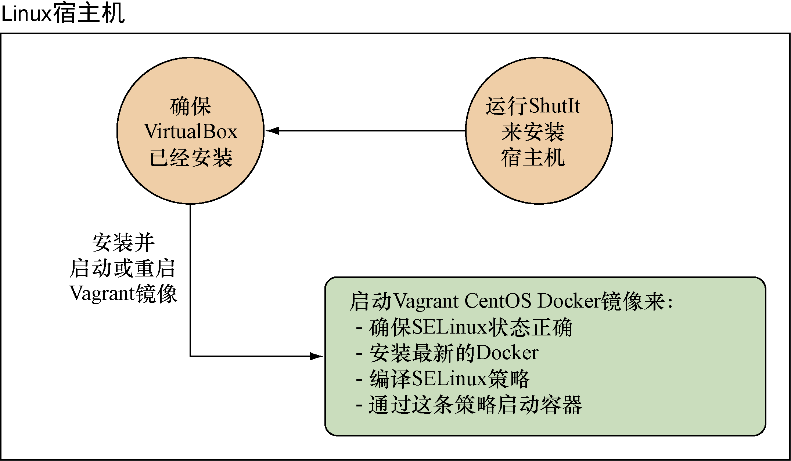 Linux宿主机
确保
VirtualBox
已经安装
运行ShutIt
来安装
宿主机
安装并
启动或重启
Vagrant镜像
启动Vagrant CentOS Docker镜像来：
- 确保SELinux状态正确
- 安装最新的Docker
- 编译SELinux策略
- 通过这条策略启动容器